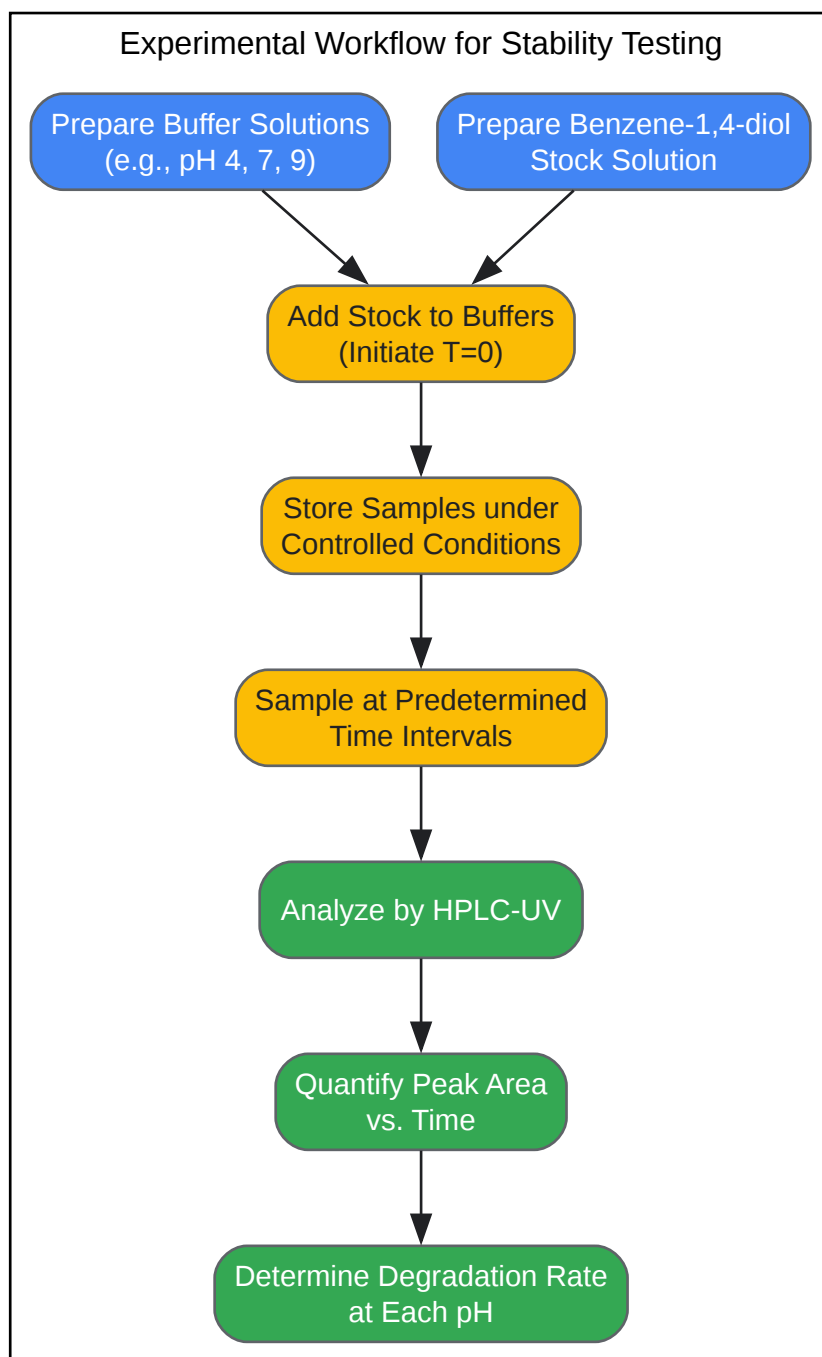 Experimental Workflow for Stability Testing
Prepare Buffer Solutions
(e.g., pH 4, 7, 9)
Prepare Benzene-1,4-diol
Stock Solution
Add Stock to Buffers
(Initiate T=0)
Store Samples under
Controlled Conditions
Sample at Predetermined
Time Intervals
Analyze by HPLC-UV
Quantify Peak Area
vs. Time
Determine Degradation Rate
at Each pH